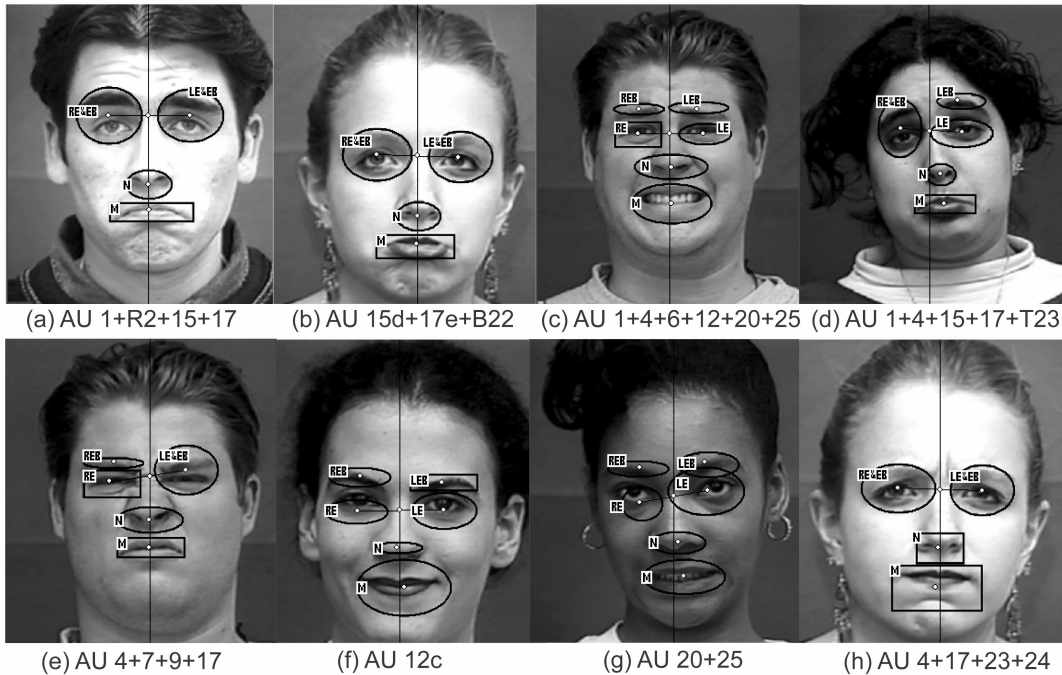 RE&EB
LE&EB
N
M
(a) AU 1+R2+15+17
RE&EB
LE&EB
N
M
(b) AU 15d+17e+B22
REB
LEB
RE
LE
N
M
(c) AU 1+4+6+12+20+25
RE&EB
LEB
LE
N
M
(d) AU 1+4+15+17+T23
REB
LE&EB
RE
N
M
(e) AU 4+7+9+17
REB
LEB
RE
LE
N
M
(f) AU 12c
REB
LEB
LE
RE
N
M
(g) AU 20+25
RE&EB
LE&EB
N
M
(h) AU 4+17+23+24